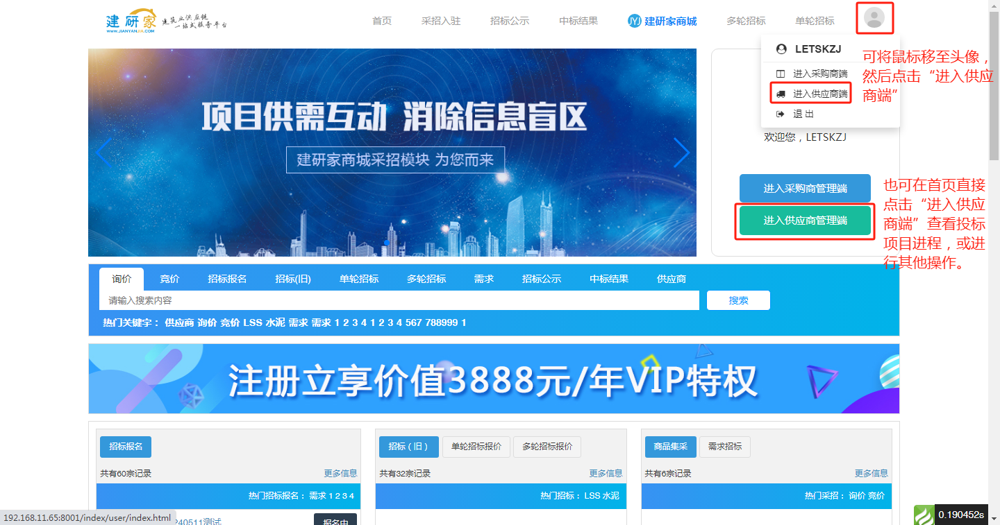 建研家
WWW.JIANYANJIA.COM
建筑业供应链
一站式服务平台
首页 采招入驻 招标公示 中标结果 JYJ 建研家商城 多轮招标 单轮招标
LETSKZJ
进入采购商端
进入供应商端
退 出
可将鼠标移至头像，
然后点击“进入供应
商端”
项目供需互动 消除信息盲区
建研家商城采招模块 为您而来
欢迎您，LETSKZJ
进入采购商管理端
进入供应商管理端
也可在首页直接
点击“进入供应
商端”查看投标
项目进程，或进
行其他操作。
询价 竞价 招标报名 招标(旧) 单轮招标 多轮招标 需求 招标公示 中标结果 供应商
请输入搜索内容 搜索
热门关键字： 供应商 询价 竞价 LSS 水泥 需求 需求 1 2 3 4 1 2 3 4 567 788999 1
注册立享价值3888元/年VIP特权
招标报名
共有60宗记录 更多信息
热门招标报名： 需求 1 2 3 4
240511测试 报名中
招标（旧） 单轮招标报价 多轮招标报价
共有32宗记录 更多信息
热门招标： LSS 水泥
商品集采 需求招标
共有6宗记录 更多信息
热门采招： 询价 竞价
192.168.11.65:8001/index/user/index.html
0.190452s